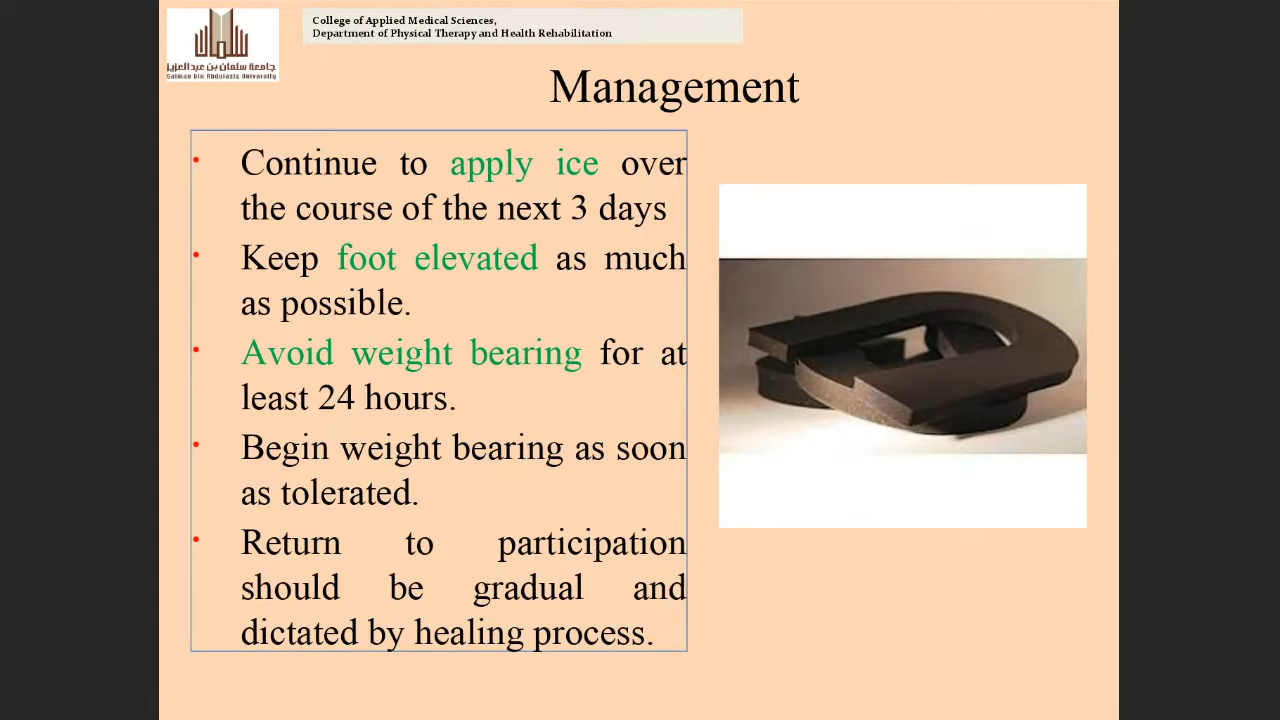 جامعة سلمان بن عبدالعزيز
Salman bin Abdulaziz University
College of Applied Medical Sciences,
Department of Physical Therapy and Health Rehabilitation
Management
• Continue to apply ice over
the course of the next 3 days
• Keep foot elevated as much
as possible.
• Avoid weight bearing for at
least 24 hours.
• Begin weight bearing as soon
as tolerated.
• Return to participation
should be gradual and
dictated by healing process.